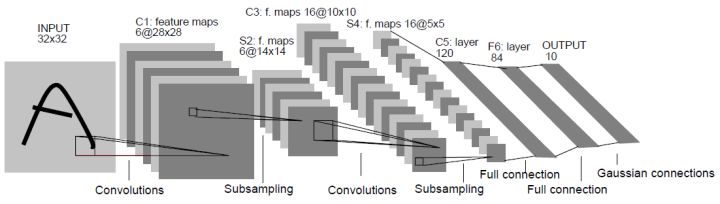 INPUT
32x32
C1: feature maps
6@28x28
S2: f. maps
6@14x14
C3: f. maps 16@10x10
S4: f. maps 16@5x5
C5: layer
120
F6: layer
84
OUTPUT
10
A
Convolutions
Subsampling
Convolutions
Subsampling
Full connection
Full connection
Gaussian connections